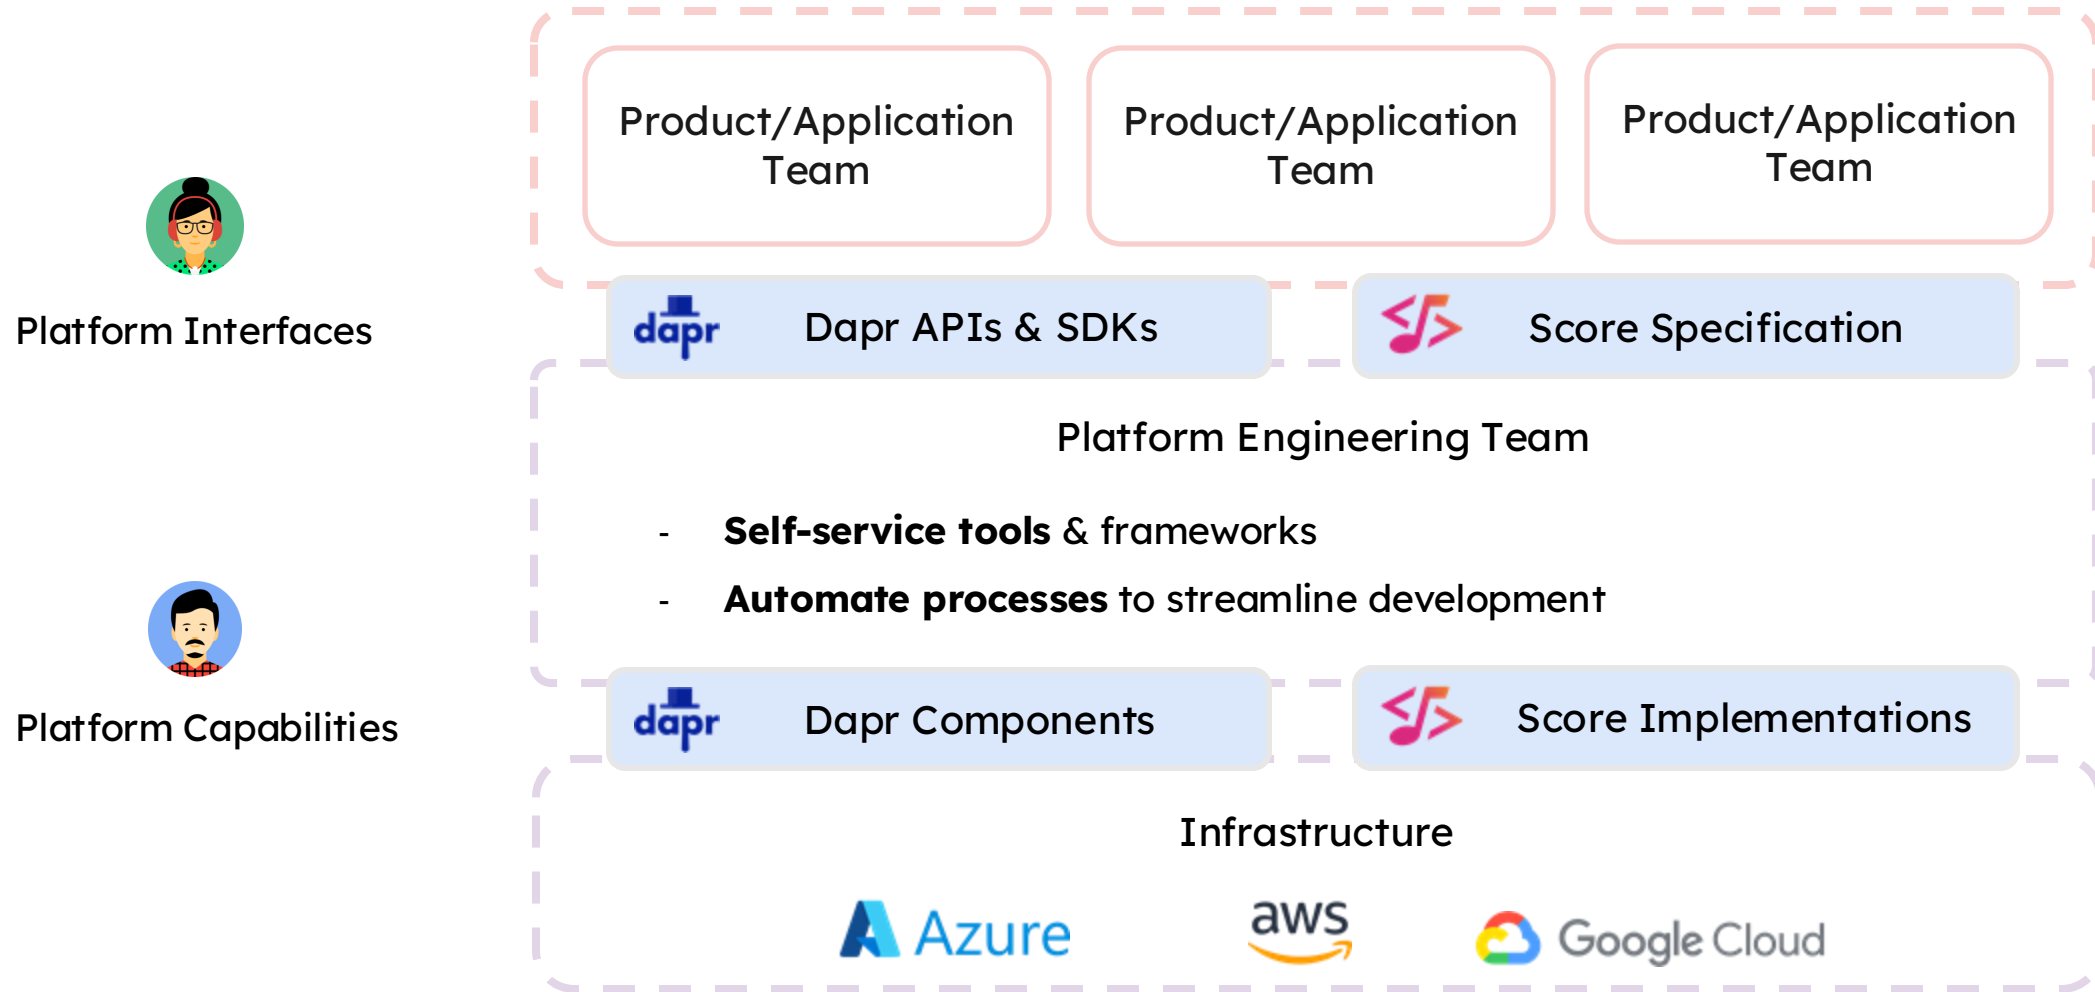 Product/Application
Team
Product/Application
Team
Product/Application
Team
Platform Interfaces
dapr
Dapr APIs & SDKs
Score Specification
Platform Engineering Team
- Self-service tools & frameworks
- Automate processes to streamline development
Platform Capabilities
dapr
Dapr Components
Score Implementations
Infrastructure
Azure
aws
Google Cloud